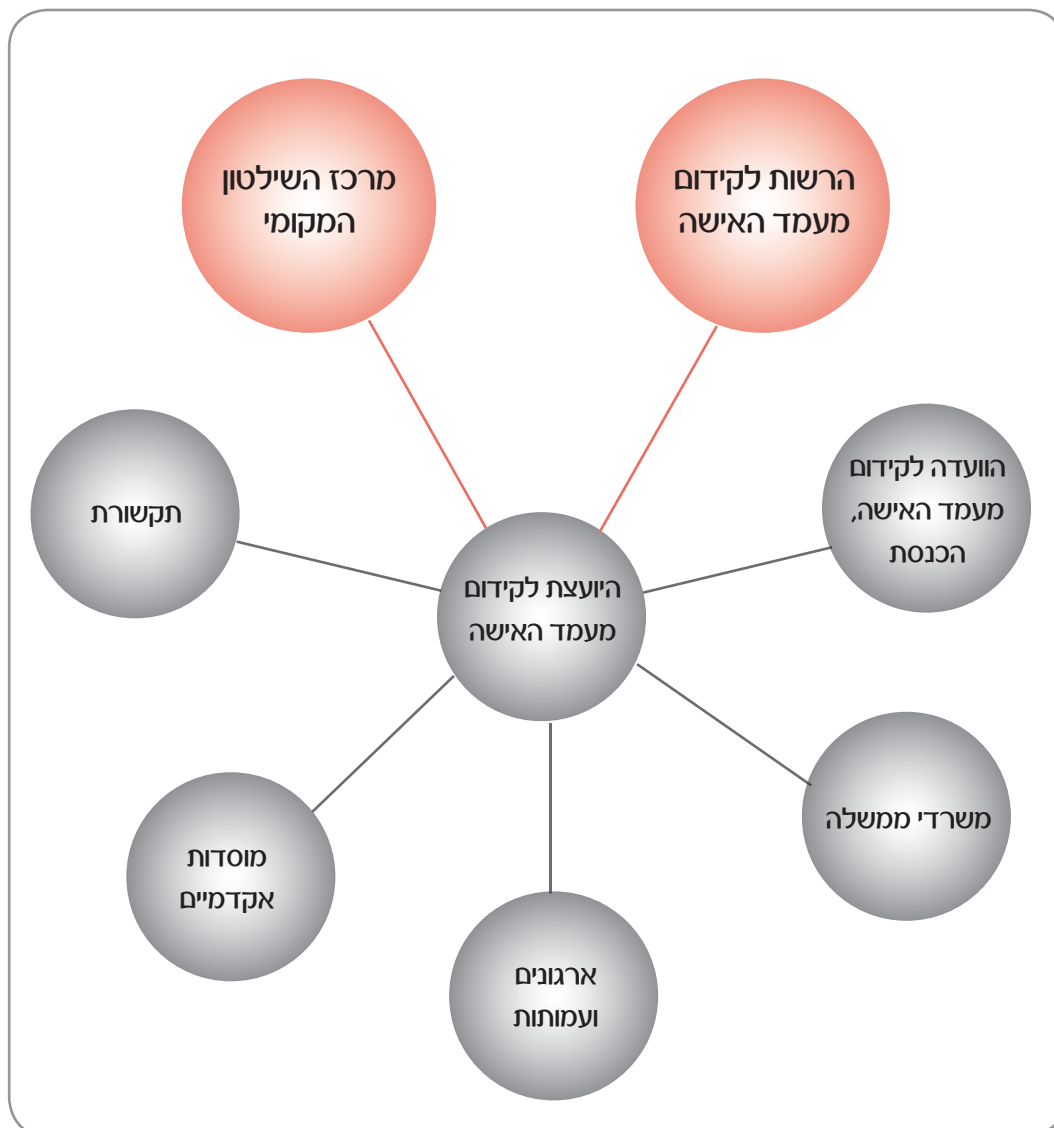 הרשות לקידום
מעמד האישה
מרכז השילטון
המקומי
הוועדה לקידום
מעמד האישה,
הכנסת
תקשורת
היועצת לקידום
מעמד האישה
משרדי ממשלה
מוסדות
אקדמיים
ארגונים
ועמותות